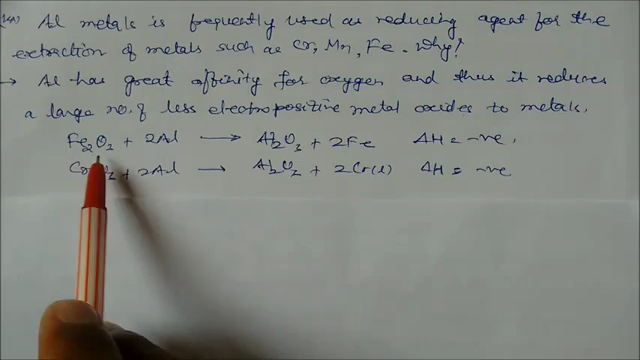 14) Al metals is frequently used as reducing agent for the
extraction of metals such as Cr, Mn, Fe. Why?
→ Al has great affinity for oxygen and thus it reduces
a large no. of less electropositive metal oxides to metals.
Fe₂O₃ + 2Al → Al₂O₃ + 2Fe ΔH = -ve.
+ 2Al → Al₂O₃ + 2Cr(l) ΔH = -ve